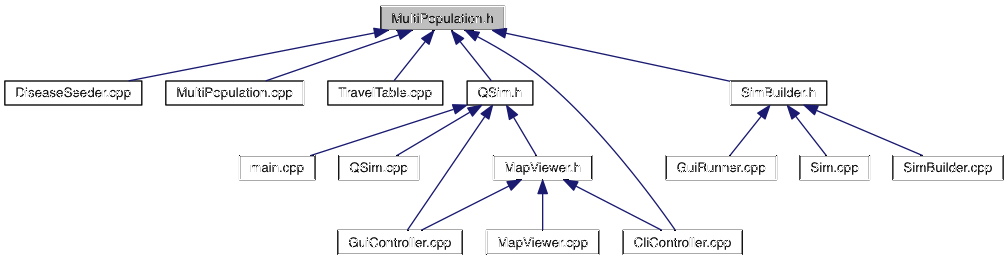 MultiPopulation.h
DiseaseSeeder.cpp
MultiPopulation.cpp
TravelTable.cpp
QSim.h
SimBuilder.h
main.cpp
QSim.cpp
MapViewer.h
GuiRunner.cpp
Sim.cpp
SimBuilder.cpp
GuiController.cpp
MapViewer.cpp
CliController.cpp